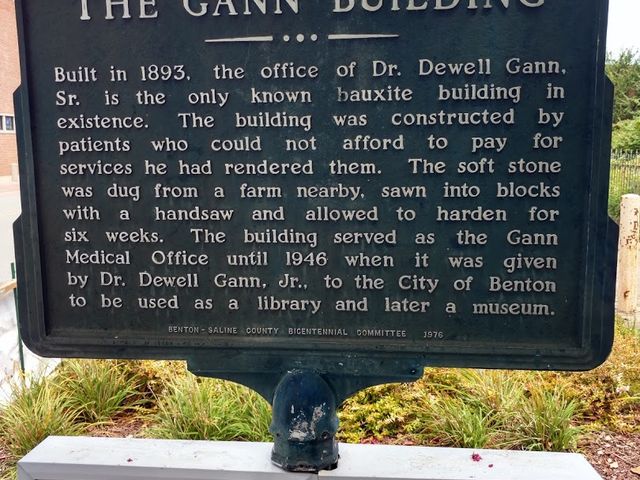 THE GANN BUILDING
Built in 1893, the office of Dr. Dewell Gann,
Sr. is the only known bauxite building in
existence. The building was constructed by
patients who could not afford to pay for
services he had rendered them. The soft stone
was dug from a farm nearby, sawn into blocks
with a handsaw and allowed to harden for
six weeks. The building served as the Gann
Medical Office until 1946 when it was given
by Dr. Dewell Gann, Jr., to the City of Benton
to be used as a library and later a museum.
BENTON-SALINE COUNTY BICENTENNIAL COMMITTEE 1976